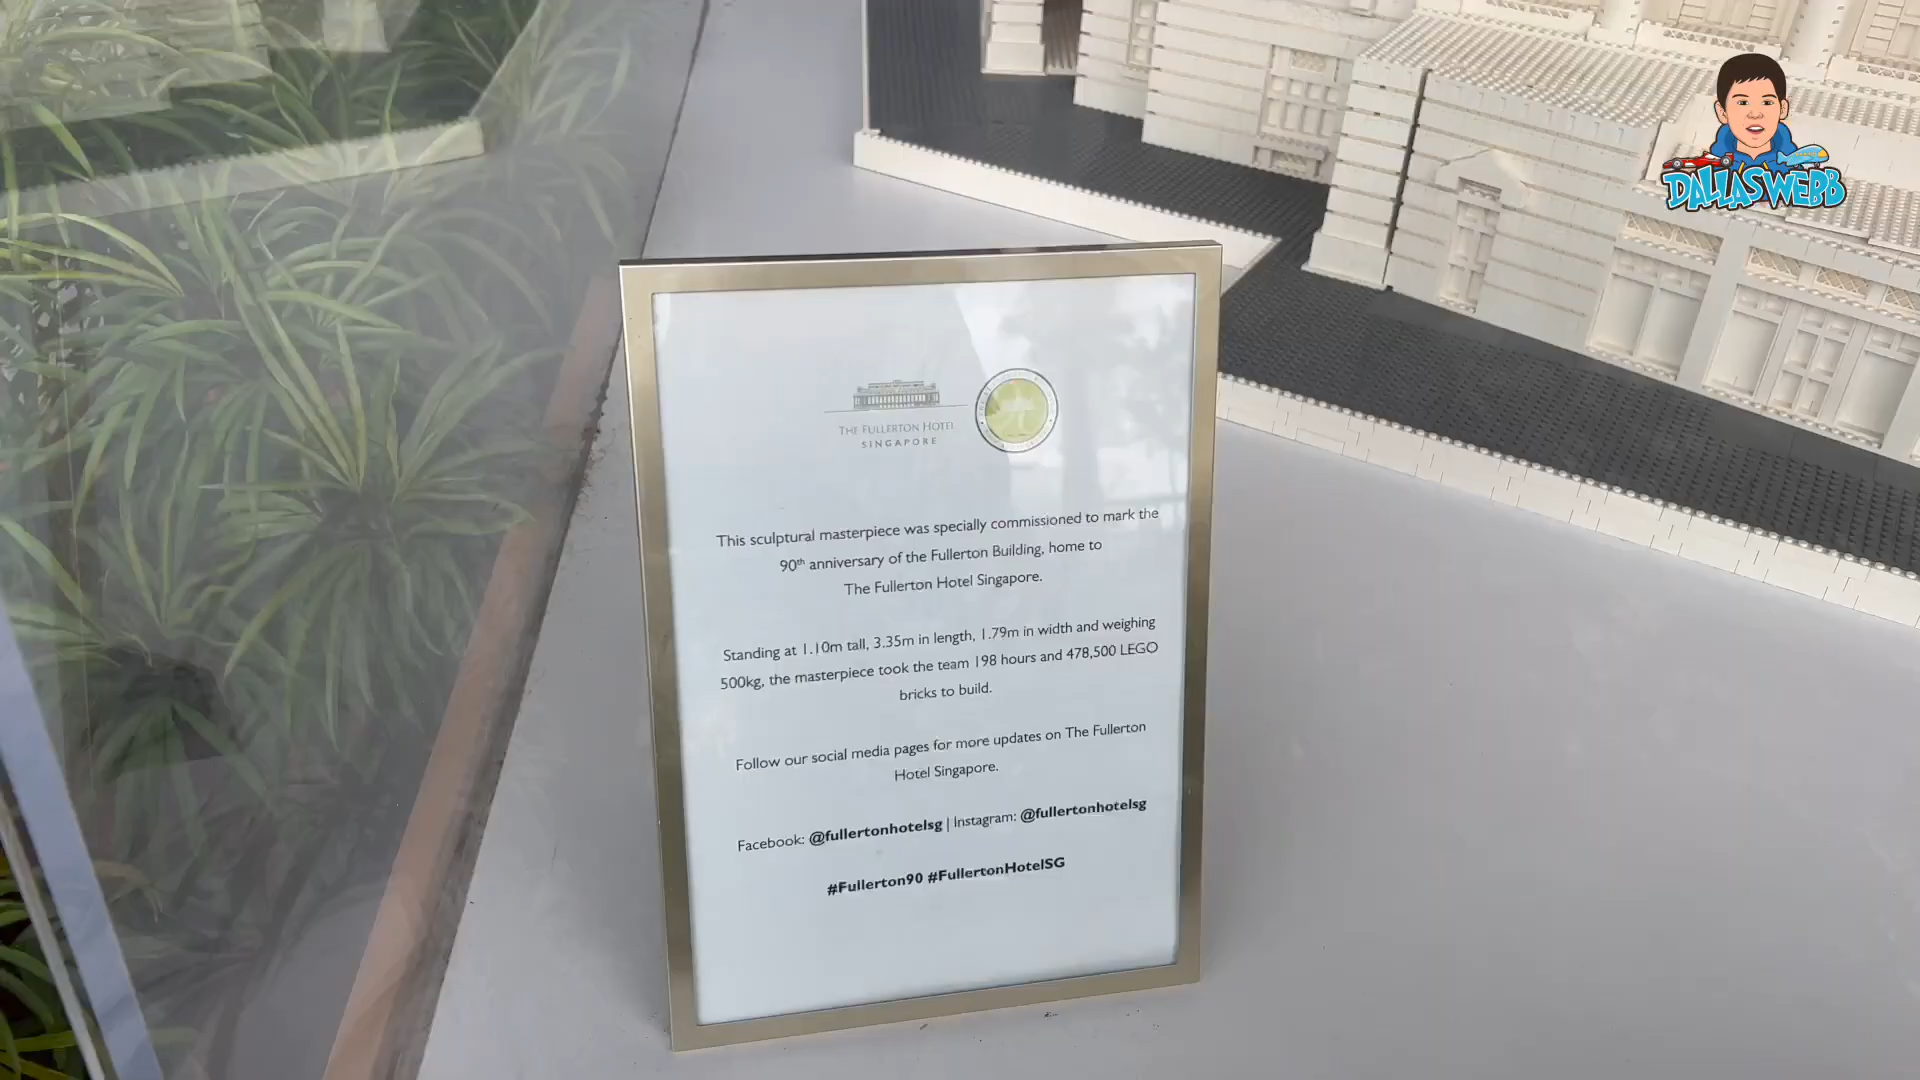 DALLASWEBB
THE FULLERTON HOTEL
SINGAPORE
This sculptural masterpiece was specially commissioned to mark the
90th anniversary of the Fullerton Building, home to
The Fullerton Hotel Singapore.
Standing at 1.10m tall, 3.35m in length, 1.79m in width and weighing
500kg, the masterpiece took the team 198 hours and 478,500 LEGO
bricks to build.
Follow our social media pages for more updates on The Fullerton
Hotel Singapore.
Facebook: @fullertonhotelsg | Instagram: @fullertonhotelsg
#Fullerton90 #FullertonHotelSG